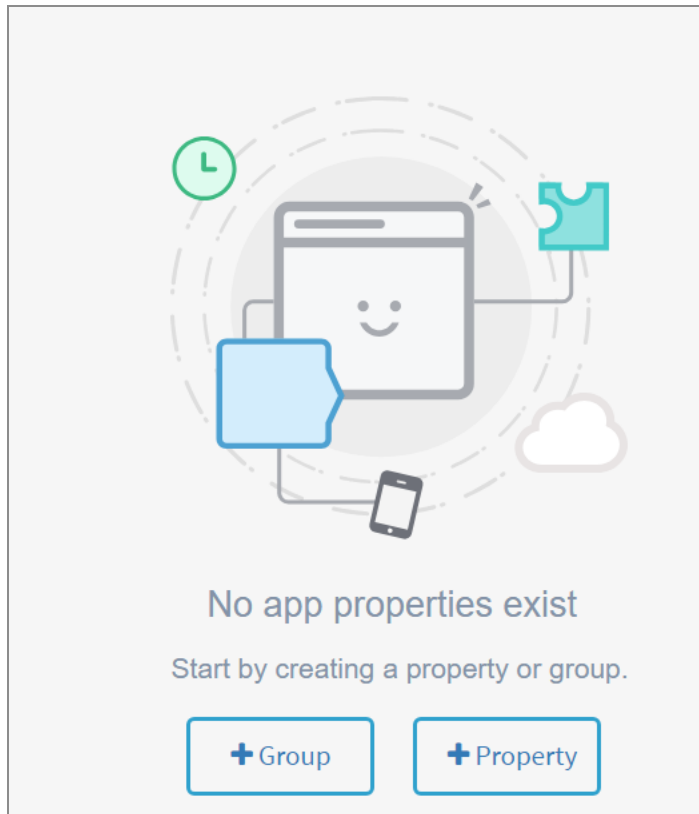 No app properties exist
Start by creating a property or group.
+ Group
+ Property